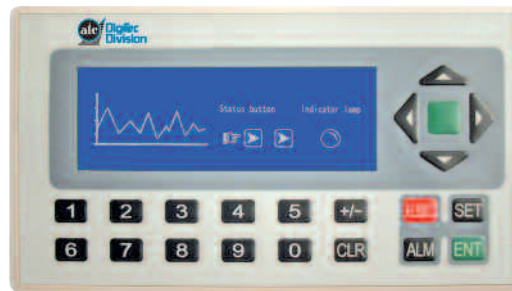 alc DigiTec
Division
Status button Indicator lamp
1 2 3 4 5 +/- SET
6 7 8 9 0 CLR ALM ENT